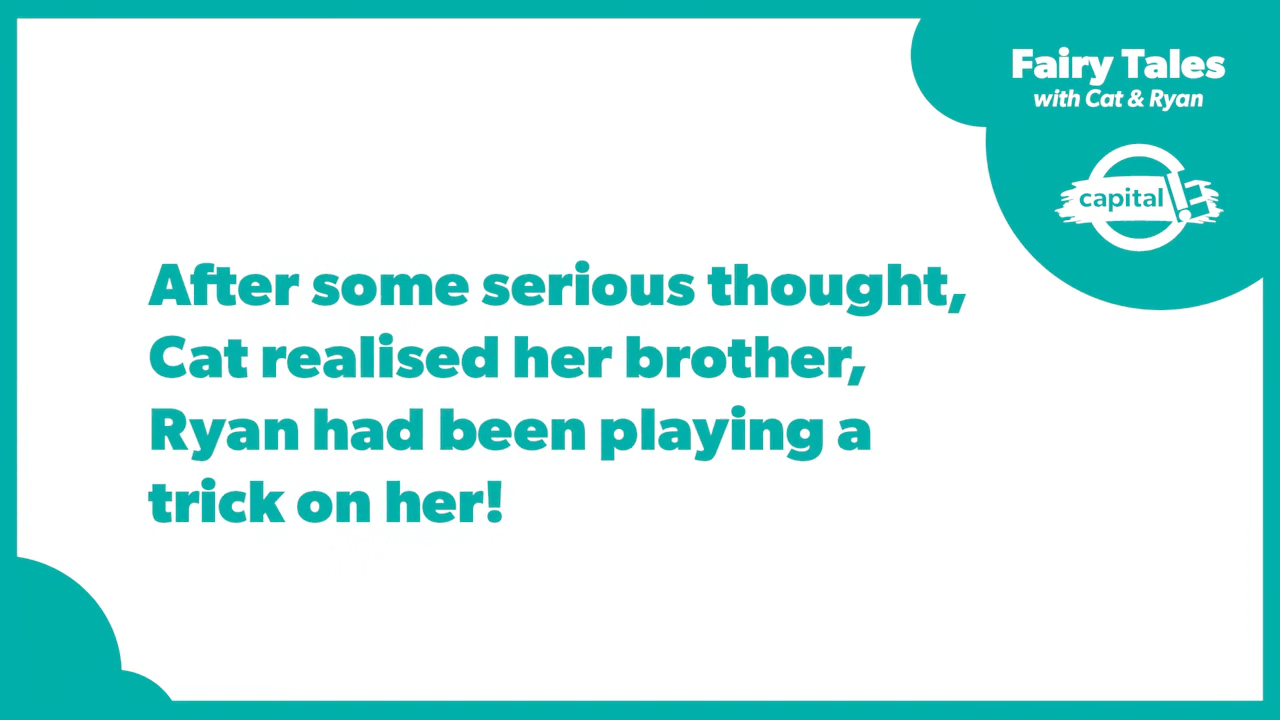 Fairy Tales
with Cat & Ryan
capital
After some serious thought,
Cat realised her brother,
Ryan had been playing a
trick on her!